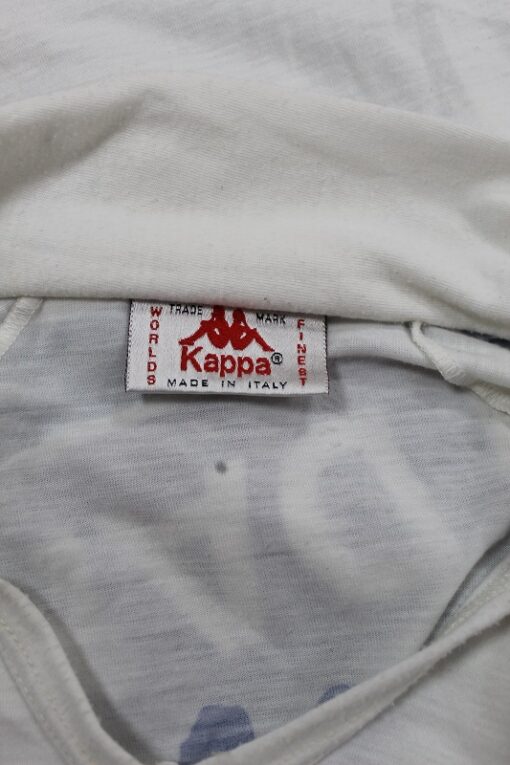 TRADE MARK
WORLDS
FINEST
Kappa®
MADE IN ITALY